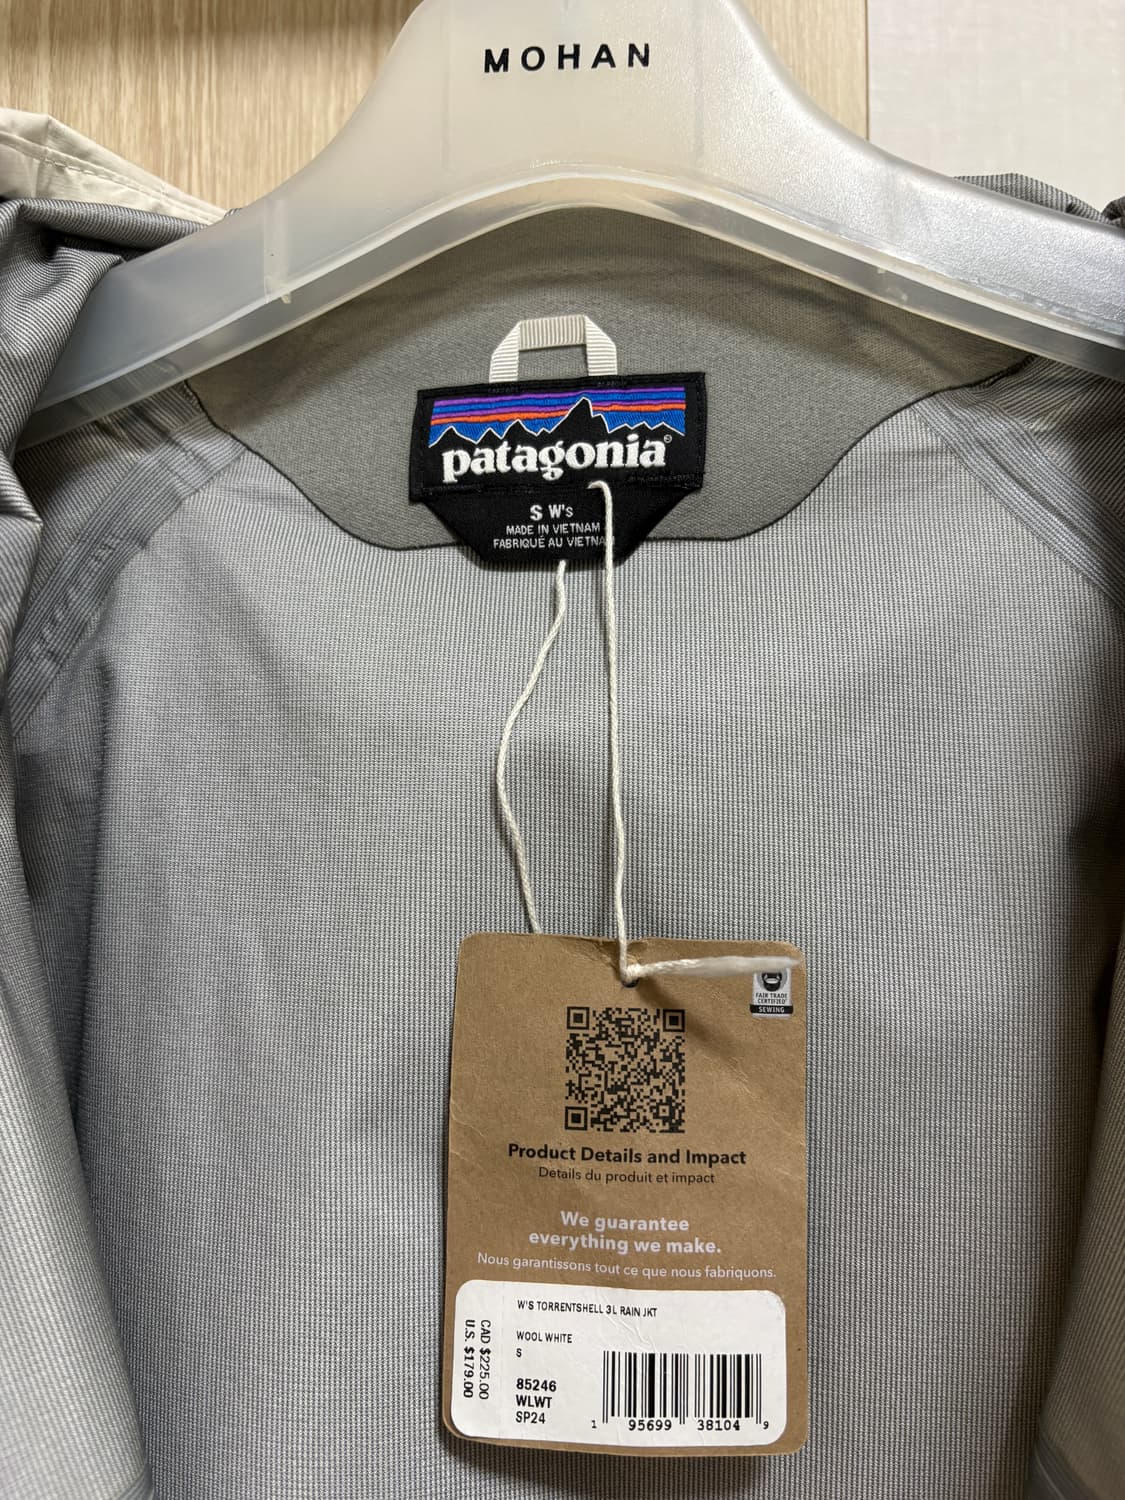 MOHAN
patagonia®
S W's
MADE IN VIETNAM
FABRIQUÉ AU
FAIR TRADE
CERTIFIED
SEWING
Product Details and Impact
Details du produit et impact
We guarantee
everything we make.
Nous garantissons tout ce que nous fabriquons.
W'S TORRENTSHELL 3L RAIN JKT
WOOL WHITE
S
85246
WLWT
SP24
CAD $225.00
U.S. $179.00
1 95699 38104 9